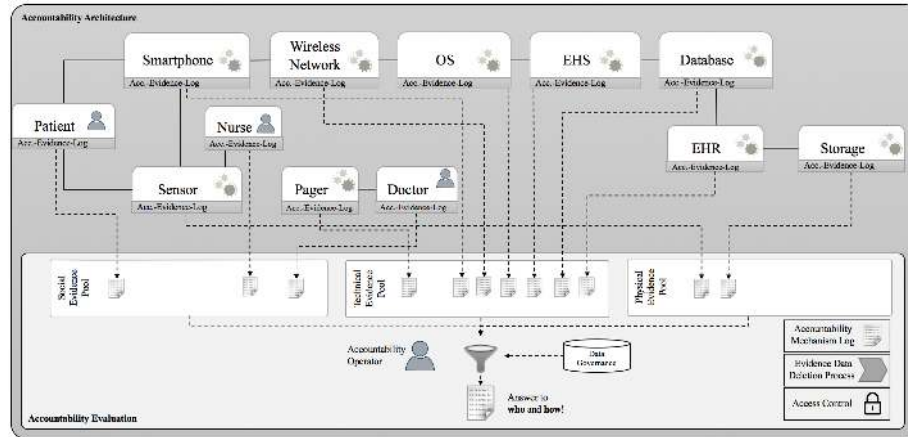 Accountability Architecture
Smartphone
Acc.-Evidence-Log
Wireless
Network
Acc.-Evidence-Log
OS
Acc.-Evidence-Log
EHS
Acc.-Evidence-Log
Database
Acc.-Evidence-Log
Patient
Acc.-Evidence-Log
Nurse
Acc.-Evidence-Log
EHR
Acc.-Evidence-Log
Storage
Acc.-Evidence-Log
Sensor
Acc.-Evidence-Log
Pager
Acc.-Evidence-Log
Doctor
Acc.-Evidence-Log
Social
Evidence
Pool
Technical
Evidence
Pool
Physical
Evidence
Pool
Accountability
Operator
Data
Governance
Answer to
who and how!
Accountability
Mechanism Log
Evidence Data
Deletion Process
Access Control
Accountability Evaluation